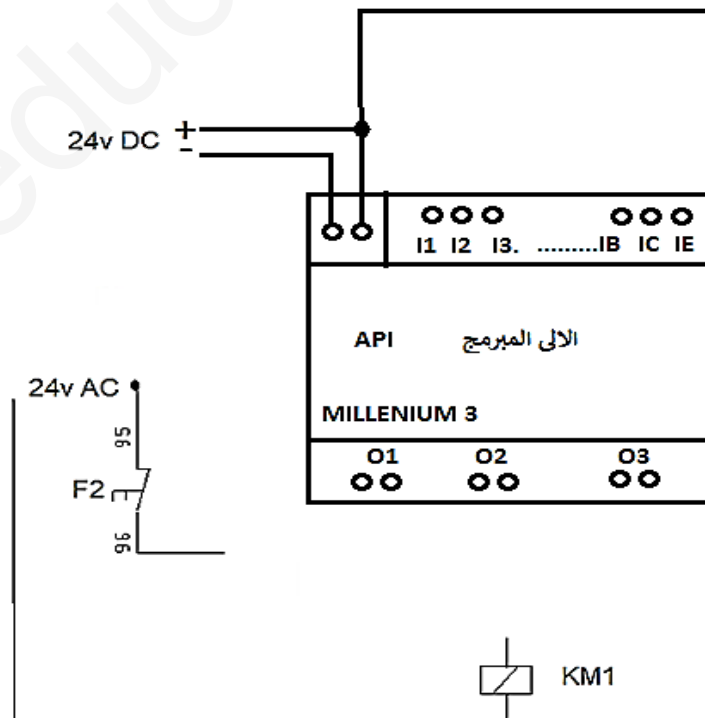 24v DC + -
I1 I2 I3. .........IB IC IE
API الالى المبرمج
24v AC
MILLENIUM 3
95
O1 O2 O3
F2
96
KM1